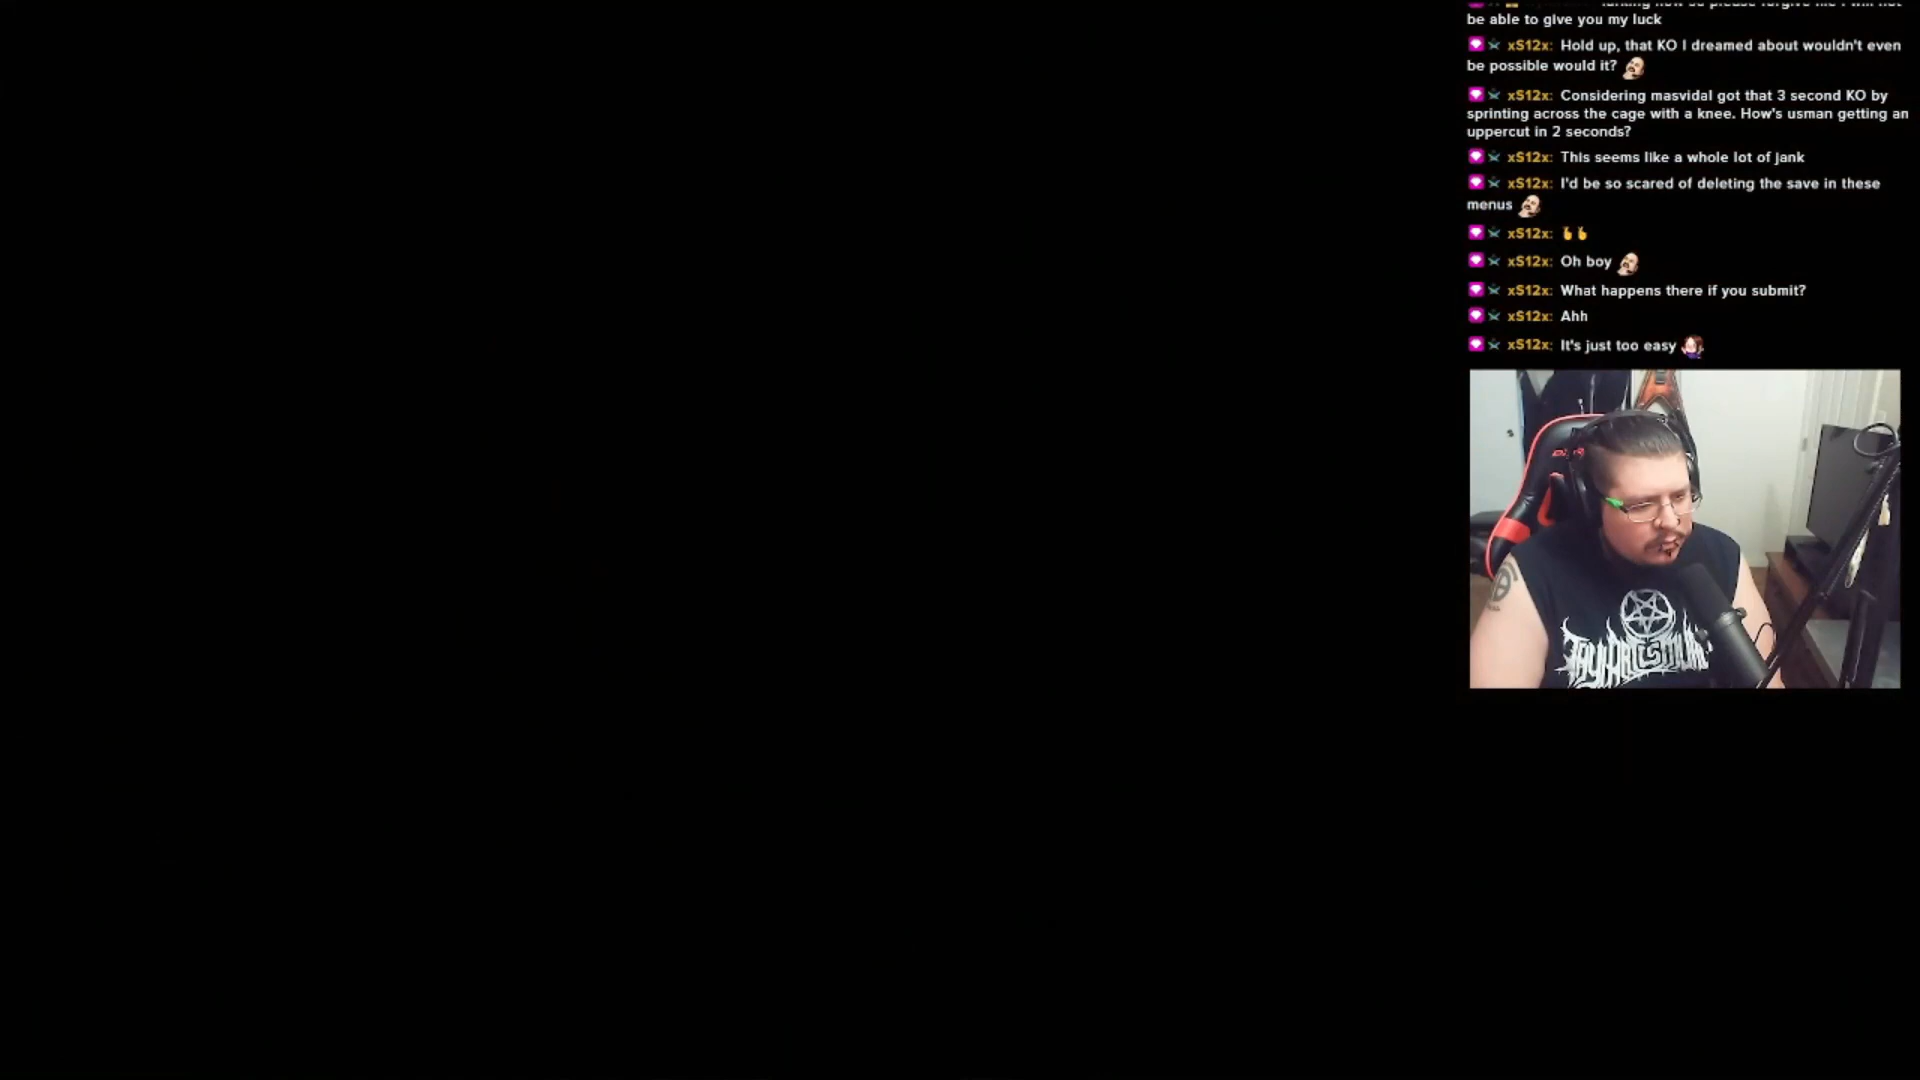 be able to give you my luck
xS12x: Hold up, that KO I dreamed about wouldn't even
be possible would it?
xS12x: Considering masvidal got that 3 second KO by
sprinting across the cage with a knee. How's usman getting an
uppercut in 2 seconds?
xS12x: This seems like a whole lot of jank
xS12x: I'd be so scared of deleting the save in these
menus
xS12x:
xS12x: Oh boy
xS12x: What happens there if you submit?
xS12x: Ahh
xS12x: It's just too easy